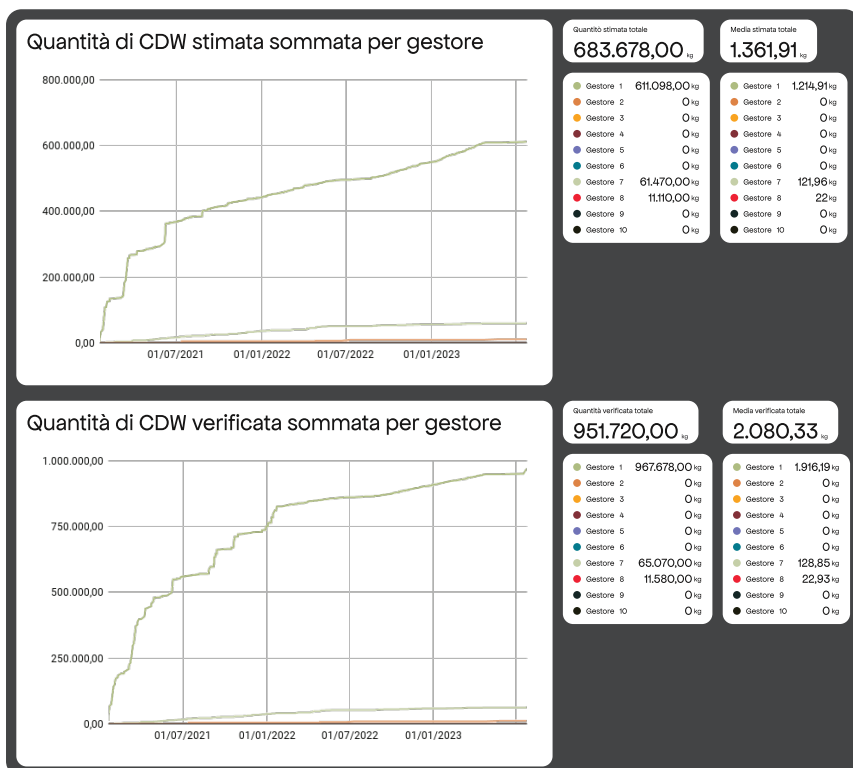 Quantità di CDW stimata sommata per gestore
800.000,00
600.000,00
400.000,00
200.000,00
0,00
01/07/2021 01/01/2022 01/07/2022 01/01/2023
Quantità stimata totale
683.678,00 kg
Media stimata totale
1.361,91 kg
Gestore 1 611.098,00 kg
Gestore 2 0 kg
Gestore 3 0 kg
Gestore 4 0 kg
Gestore 5 0 kg
Gestore 6 0 kg
Gestore 7 61.470,00 kg
Gestore 8 11.110,00 kg
Gestore 9 0 kg
Gestore 10 0 kg
Gestore 1 1.214,91 kg
Gestore 2 0 kg
Gestore 3 0 kg
Gestore 4 0 kg
Gestore 5 0 kg
Gestore 6 0 kg
Gestore 7 121,96 kg
Gestore 8 22 kg
Gestore 9 0 kg
Gestore 10 0 kg
Quantità di CDW verificata sommata per gestore
1.000.000,00
750.000,00
500.000,00
250.000,00
0,00
01/07/2021 01/01/2022 01/07/2022 01/01/2023
Quantità verificata totale
951.720,00 kg
Media verificata totale
2.080,33 kg
Gestore 1 967.678,00 kg
Gestore 2 0 kg
Gestore 3 0 kg
Gestore 4 0 kg
Gestore 5 0 kg
Gestore 6 0 kg
Gestore 7 65.070,00 kg
Gestore 8 11.580,00 kg
Gestore 9 0 kg
Gestore 10 0 kg
Gestore 1 1.916,19 kg
Gestore 2 0 kg
Gestore 3 0 kg
Gestore 4 0 kg
Gestore 5 0 kg
Gestore 6 0 kg
Gestore 7 128,85 kg
Gestore 8 22,93 kg
Gestore 9 0 kg
Gestore 10 0 kg